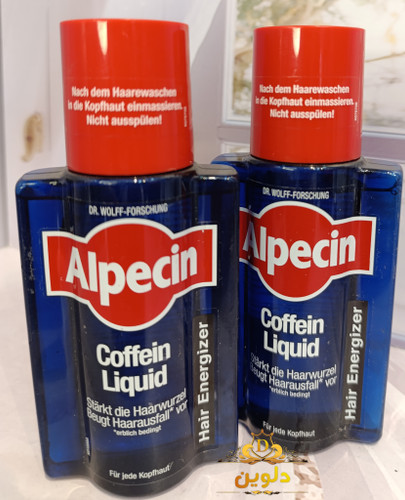 Nach dem Haarewaschen
in die Kopfhaut einmassieren.
Nicht ausspülen!
DR. WOLFF-FORSCHUNG
Alpecin
Coffein
Liquid
Stärkt die Haarwurzel
Beugt Haarausfall* vor
*erblich bedingt
Hair Energizer
Für jede Kopfhaut
Nach dem Haarewaschen
in die Kopfhaut einmassieren.
Nicht ausspülen!
DR. WOLFF-FORSCHUNG
Alpecin
Coffein
Liquid
Stärkt die Haarwurzel
Beugt Haarausfall* vor
*erblich bedingt
Hair Energizer
Für jede Kopfhaut
D
دلوین